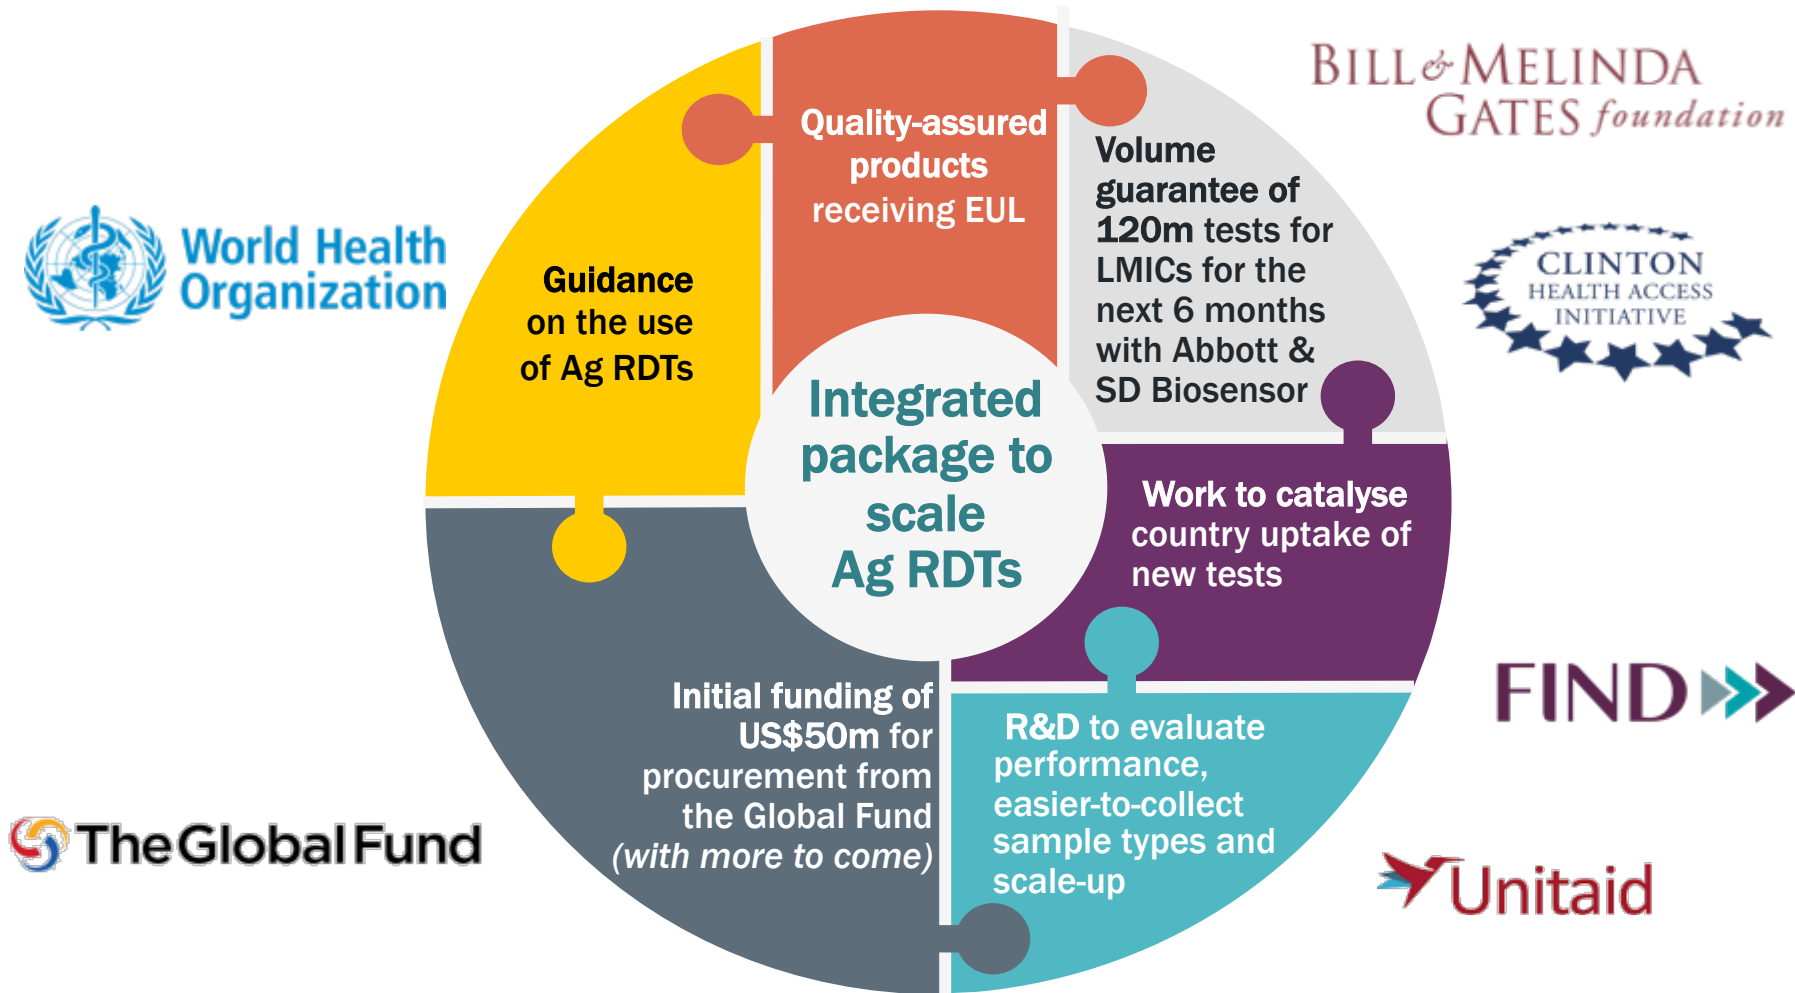 Quality-assured
products
receiving EUL
Volume
guarantee of
120m tests for
LMICs for the
next 6 months
with Abbott &
SD Biosensor
Work to catalyse
country uptake of
new tests
R&D to evaluate
performance,
easier-to-collect
sample types and
scale-up
Initial funding of
US$50m for
procurement from
the Global Fund
(with more to come)
Guidance
on the use
of Ag RDTs
Integrated
package to
scale
Ag RDTs
World Health
Organization
The Global Fund
BILL & MELINDA
GATES foundation
CLINTON
HEALTH ACCESS
INITIATIVE
FIND
Unitaid